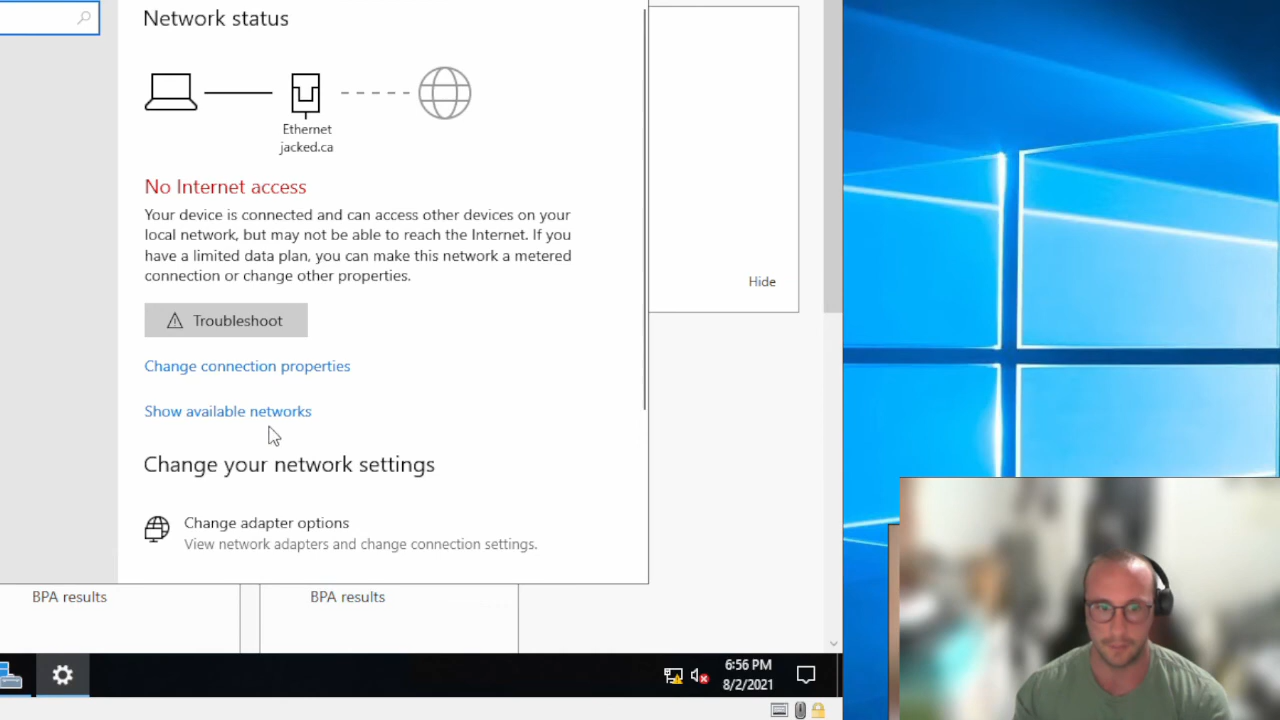 Network status
Ethernet
jacked.ca
No Internet access
Your device is connected and can access other devices on your
local network, but may not be able to reach the Internet. If you
have a limited data plan, you can make this network a metered
connection or change other properties.
Hide
Troubleshoot
Change connection properties
Show available networks
Change your network settings
Change adapter options
View network adapters and change connection settings.
BPA results
BPA results
6:56 PM
8/2/2021